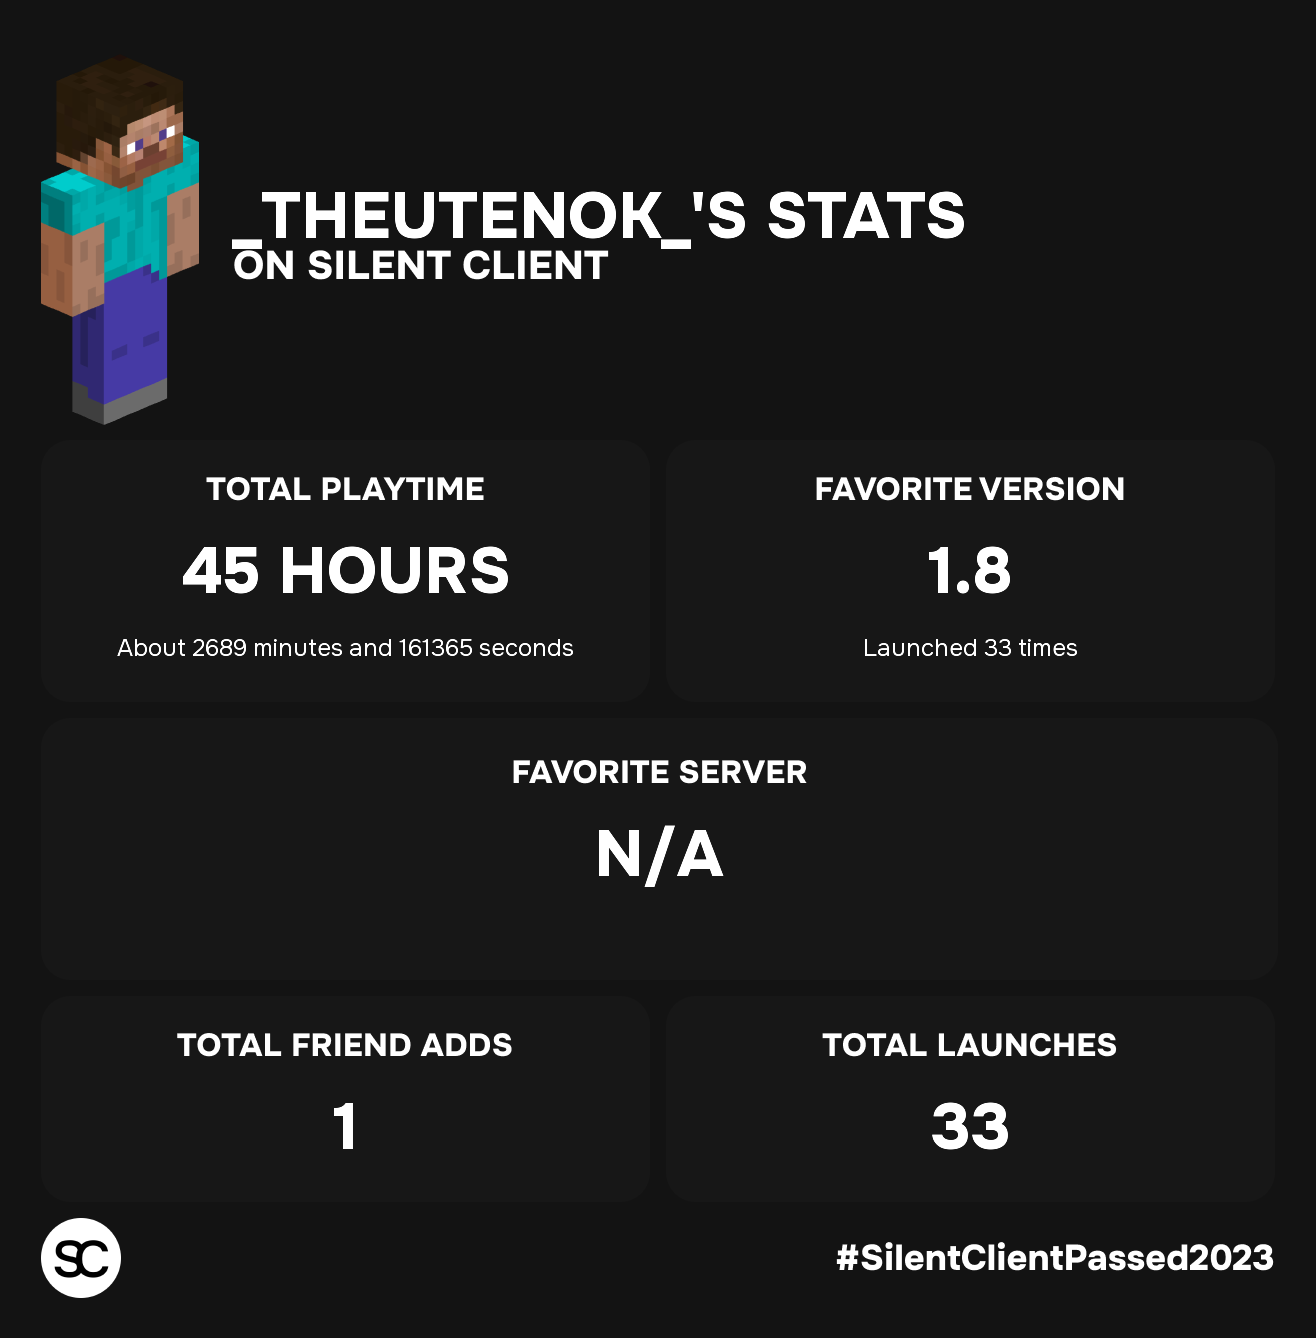 _THEUTENOK_'S STATS
ON SILENT CLIENT
TOTAL PLAYTIME
45 HOURS
About 2689 minutes and 161365 seconds
FAVORITE VERSION
1.8
Launched 33 times
FAVORITE SERVER
N/A
TOTAL FRIEND ADDS
1
TOTAL LAUNCHES
33
SC
#SilentClientPassed2023